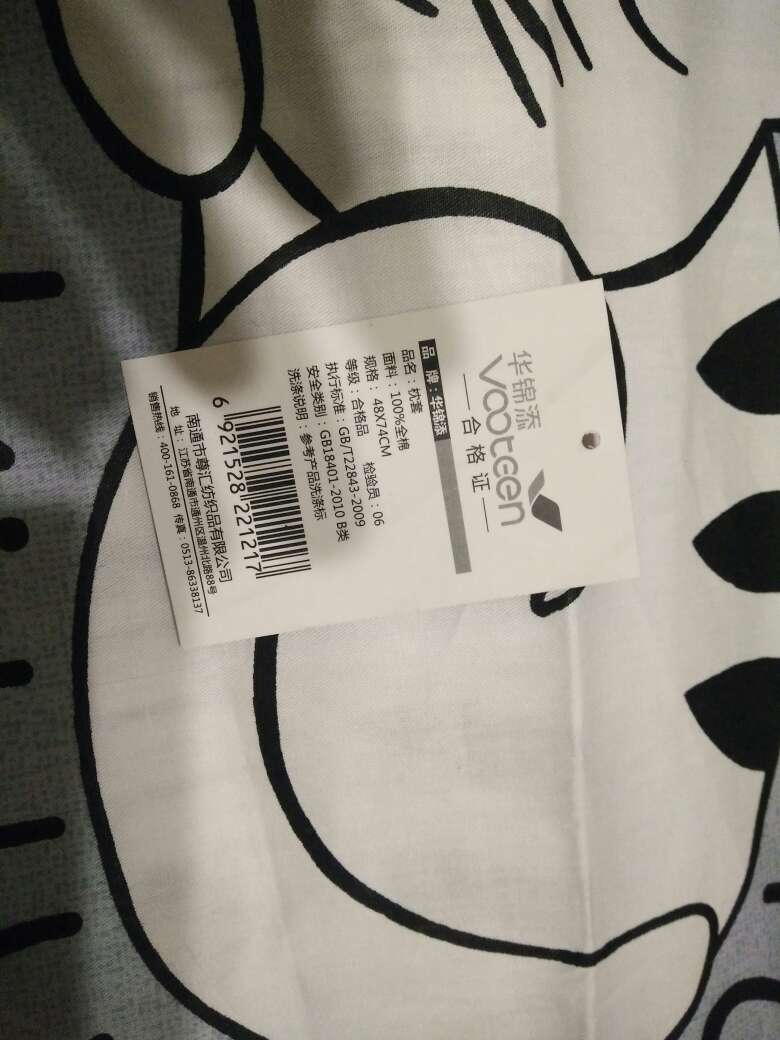 华锦添
Vooteen
合格证
品 牌：华锦添
品名：枕套
面料：100%全棉
规格：48X74CM 检验员：06
等级：合格品
执行标准：GB/T22843-2009
安全类别：GB18401-2010 B类
洗涤说明：参考产品洗涤标
6 921528 221217
南通市尊汇纺织品有限公司
地 址：江苏省南通市通州区温州北路88号
销售热线：400-161-0868 传真：0513-86338137